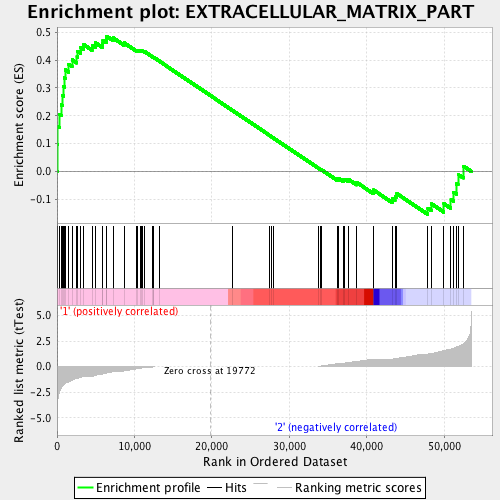 Enrichment plot: EXTRACELLULAR_MATRIX_PART
Enrichment score (ES)
0.5
0.4
0.3
0.2
0.1
0.0
-0.1
'1' (positively correlated)
Ranked list metric (tTest)
5.0
2.5
0.0
-2.5
-5.0
Zero cross at 19772
'2' (negatively correlated)
0
10,000
20,000
30,000
40,000
50,000
Rank in Ordered Dataset
Enrichment profile
Hits
Ranking metric scores